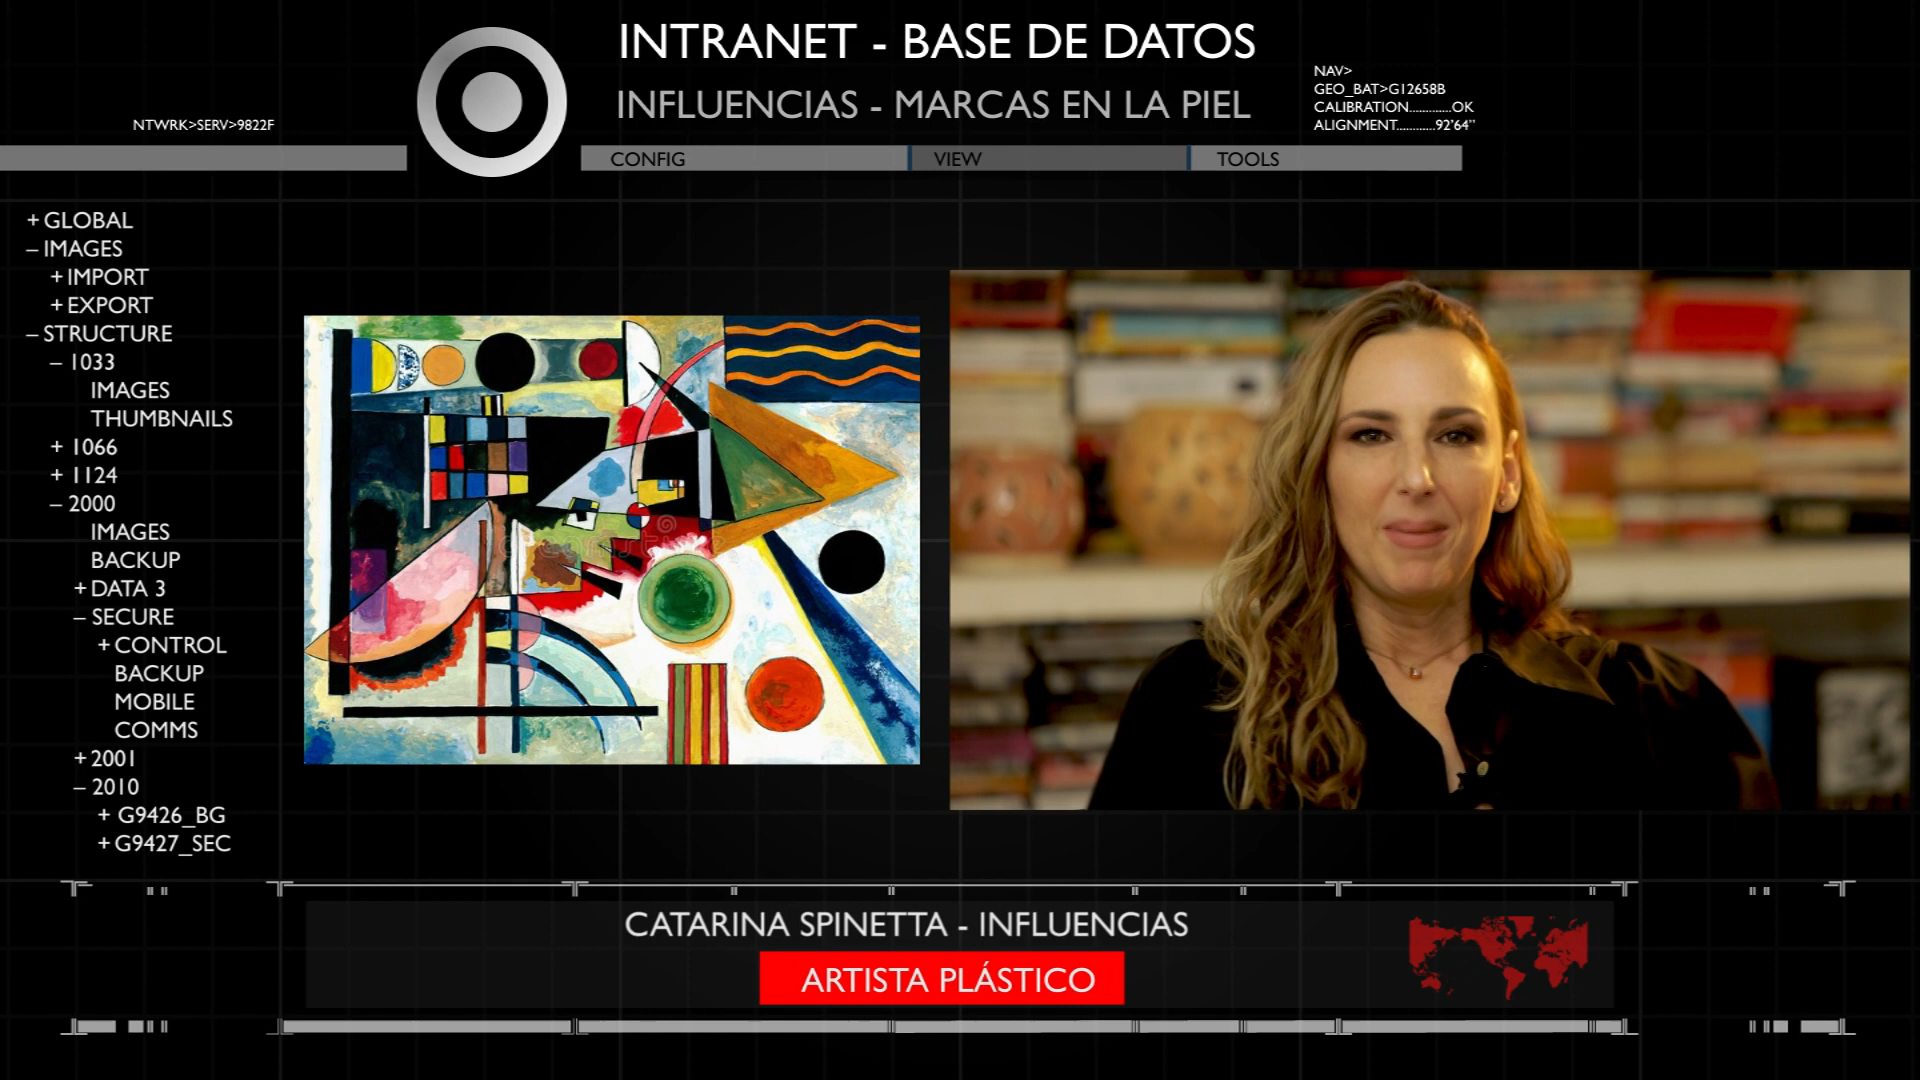 INTRANET - BASE DE DATOS
INFLUENCIAS - MARCAS EN LA PIEL
NAV>
GEO_BAT>G12658B
CALIBRATION.............OK
ALIGNMENT............92'64"
NTWRK>SERV>9822F
CONFIG
VIEW
TOOLS
+ GLOBAL
– IMAGES
+ IMPORT
+ EXPORT
– STRUCTURE
– 1033
IMAGES
THUMBNAILS
+ 1066
+ 1124
– 2000
IMAGES
BACKUP
+ DATA 3
– SECURE
+ CONTROL
BACKUP
MOBILE
COMMS
+ 2001
– 2010
+ G9426_BG
+ G9427_SEC
CATARINA SPINETTA - INFLUENCIAS
ARTISTA PLÁSTICO